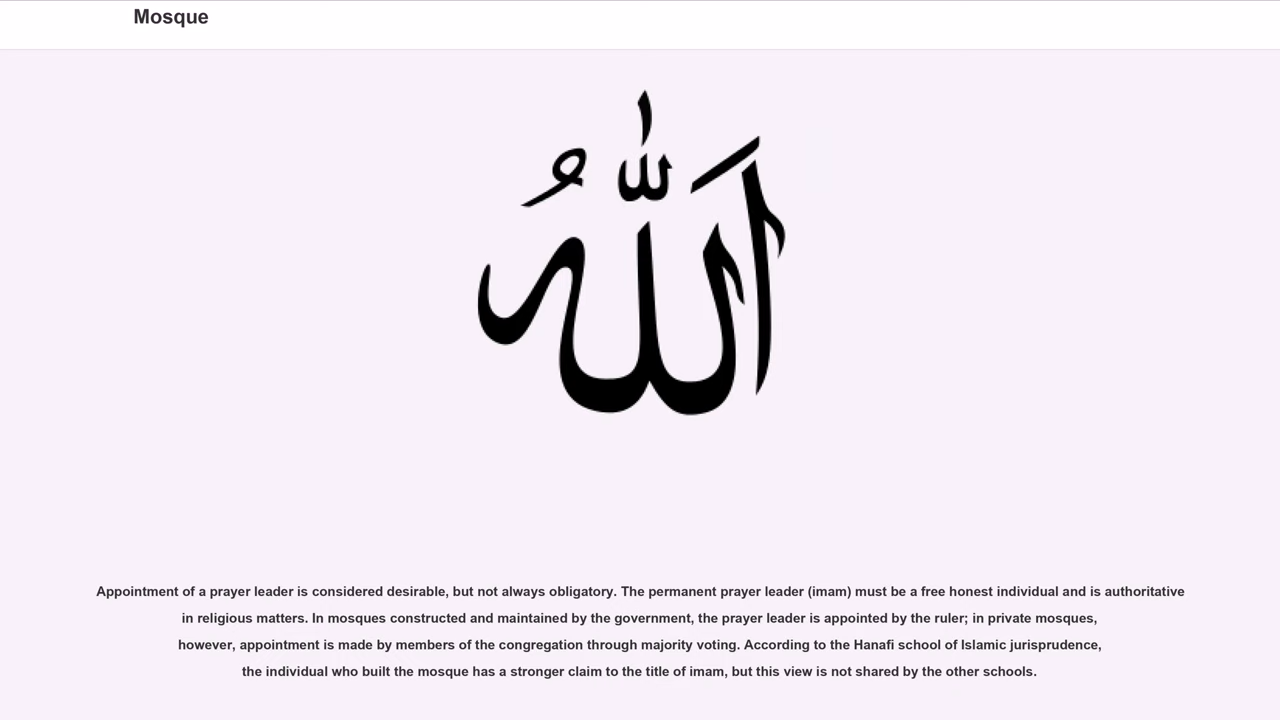 Mosque
اللّٰهُ
Appointment of a prayer leader is considered desirable, but not always obligatory. The permanent prayer leader (imam) must be a free honest individual and is authoritative
in religious matters. In mosques constructed and maintained by the government, the prayer leader is appointed by the ruler; in private mosques,
however, appointment is made by members of the congregation through majority voting. According to the Hanafi school of Islamic jurisprudence,
the individual who built the mosque has a stronger claim to the title of imam, but this view is not shared by the other schools.